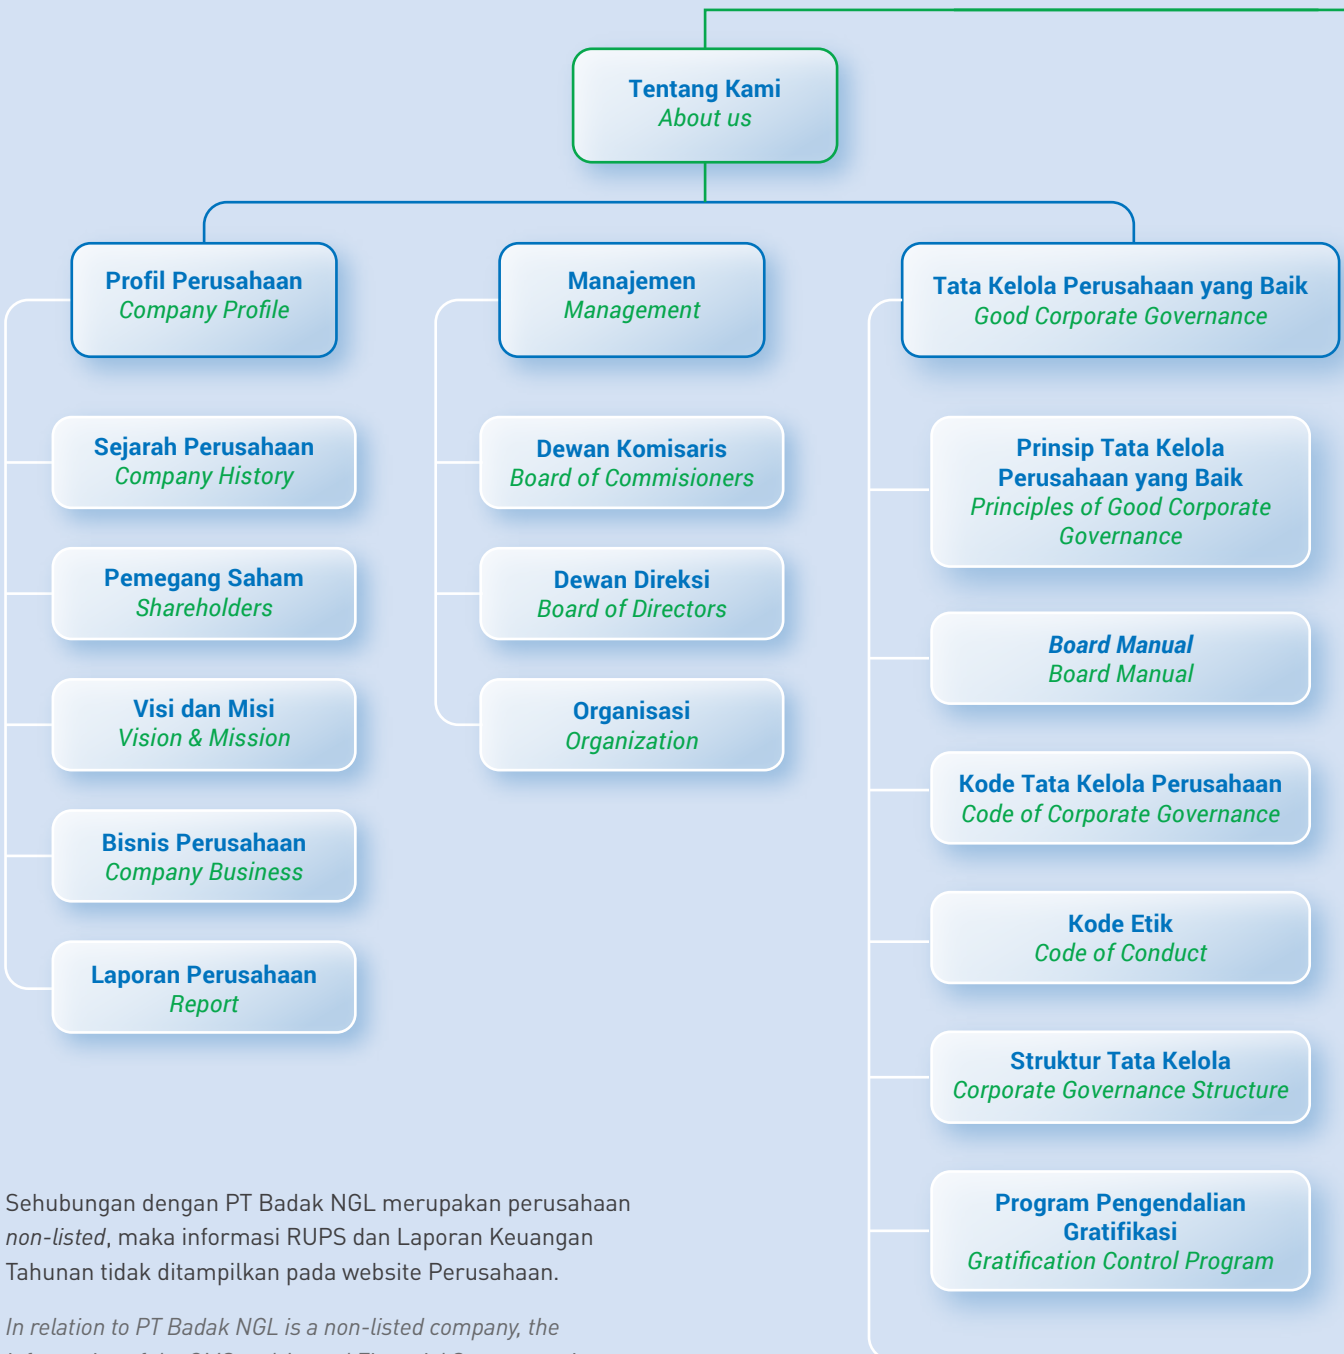 Tentang Kami
About us
Profil Perusahaan
Company Profile
Sejarah Perusahaan
Company History
Pemegang Saham
Shareholders
Visi dan Misi
Vision & Mission
Bisnis Perusahaan
Company Business
Laporan Perusahaan
Report
Manajemen
Management
Dewan Komisaris
Board of Commisioners
Dewan Direksi
Board of Directors
Organisasi
Organization
Tata Kelola Perusahaan yang Baik
Good Corporate Governance
Prinsip Tata Kelola
Perusahaan yang Baik
Principles of Good Corporate
Governance
Board Manual
Board Manual
Kode Tata Kelola Perusahaan
Code of Corporate Governance
Kode Etik
Code of Conduct
Struktur Tata Kelola
Corporate Governance Structure
Program Pengendalian
Gratifikasi
Gratification Control Program
Sehubungan dengan PT Badak NGL merupakan perusahaan
non-listed, maka informasi RUPS dan Laporan Keuangan
Tahunan tidak ditampilkan pada website Perusahaan.
In relation to PT Badak NGL is a non-listed company, the